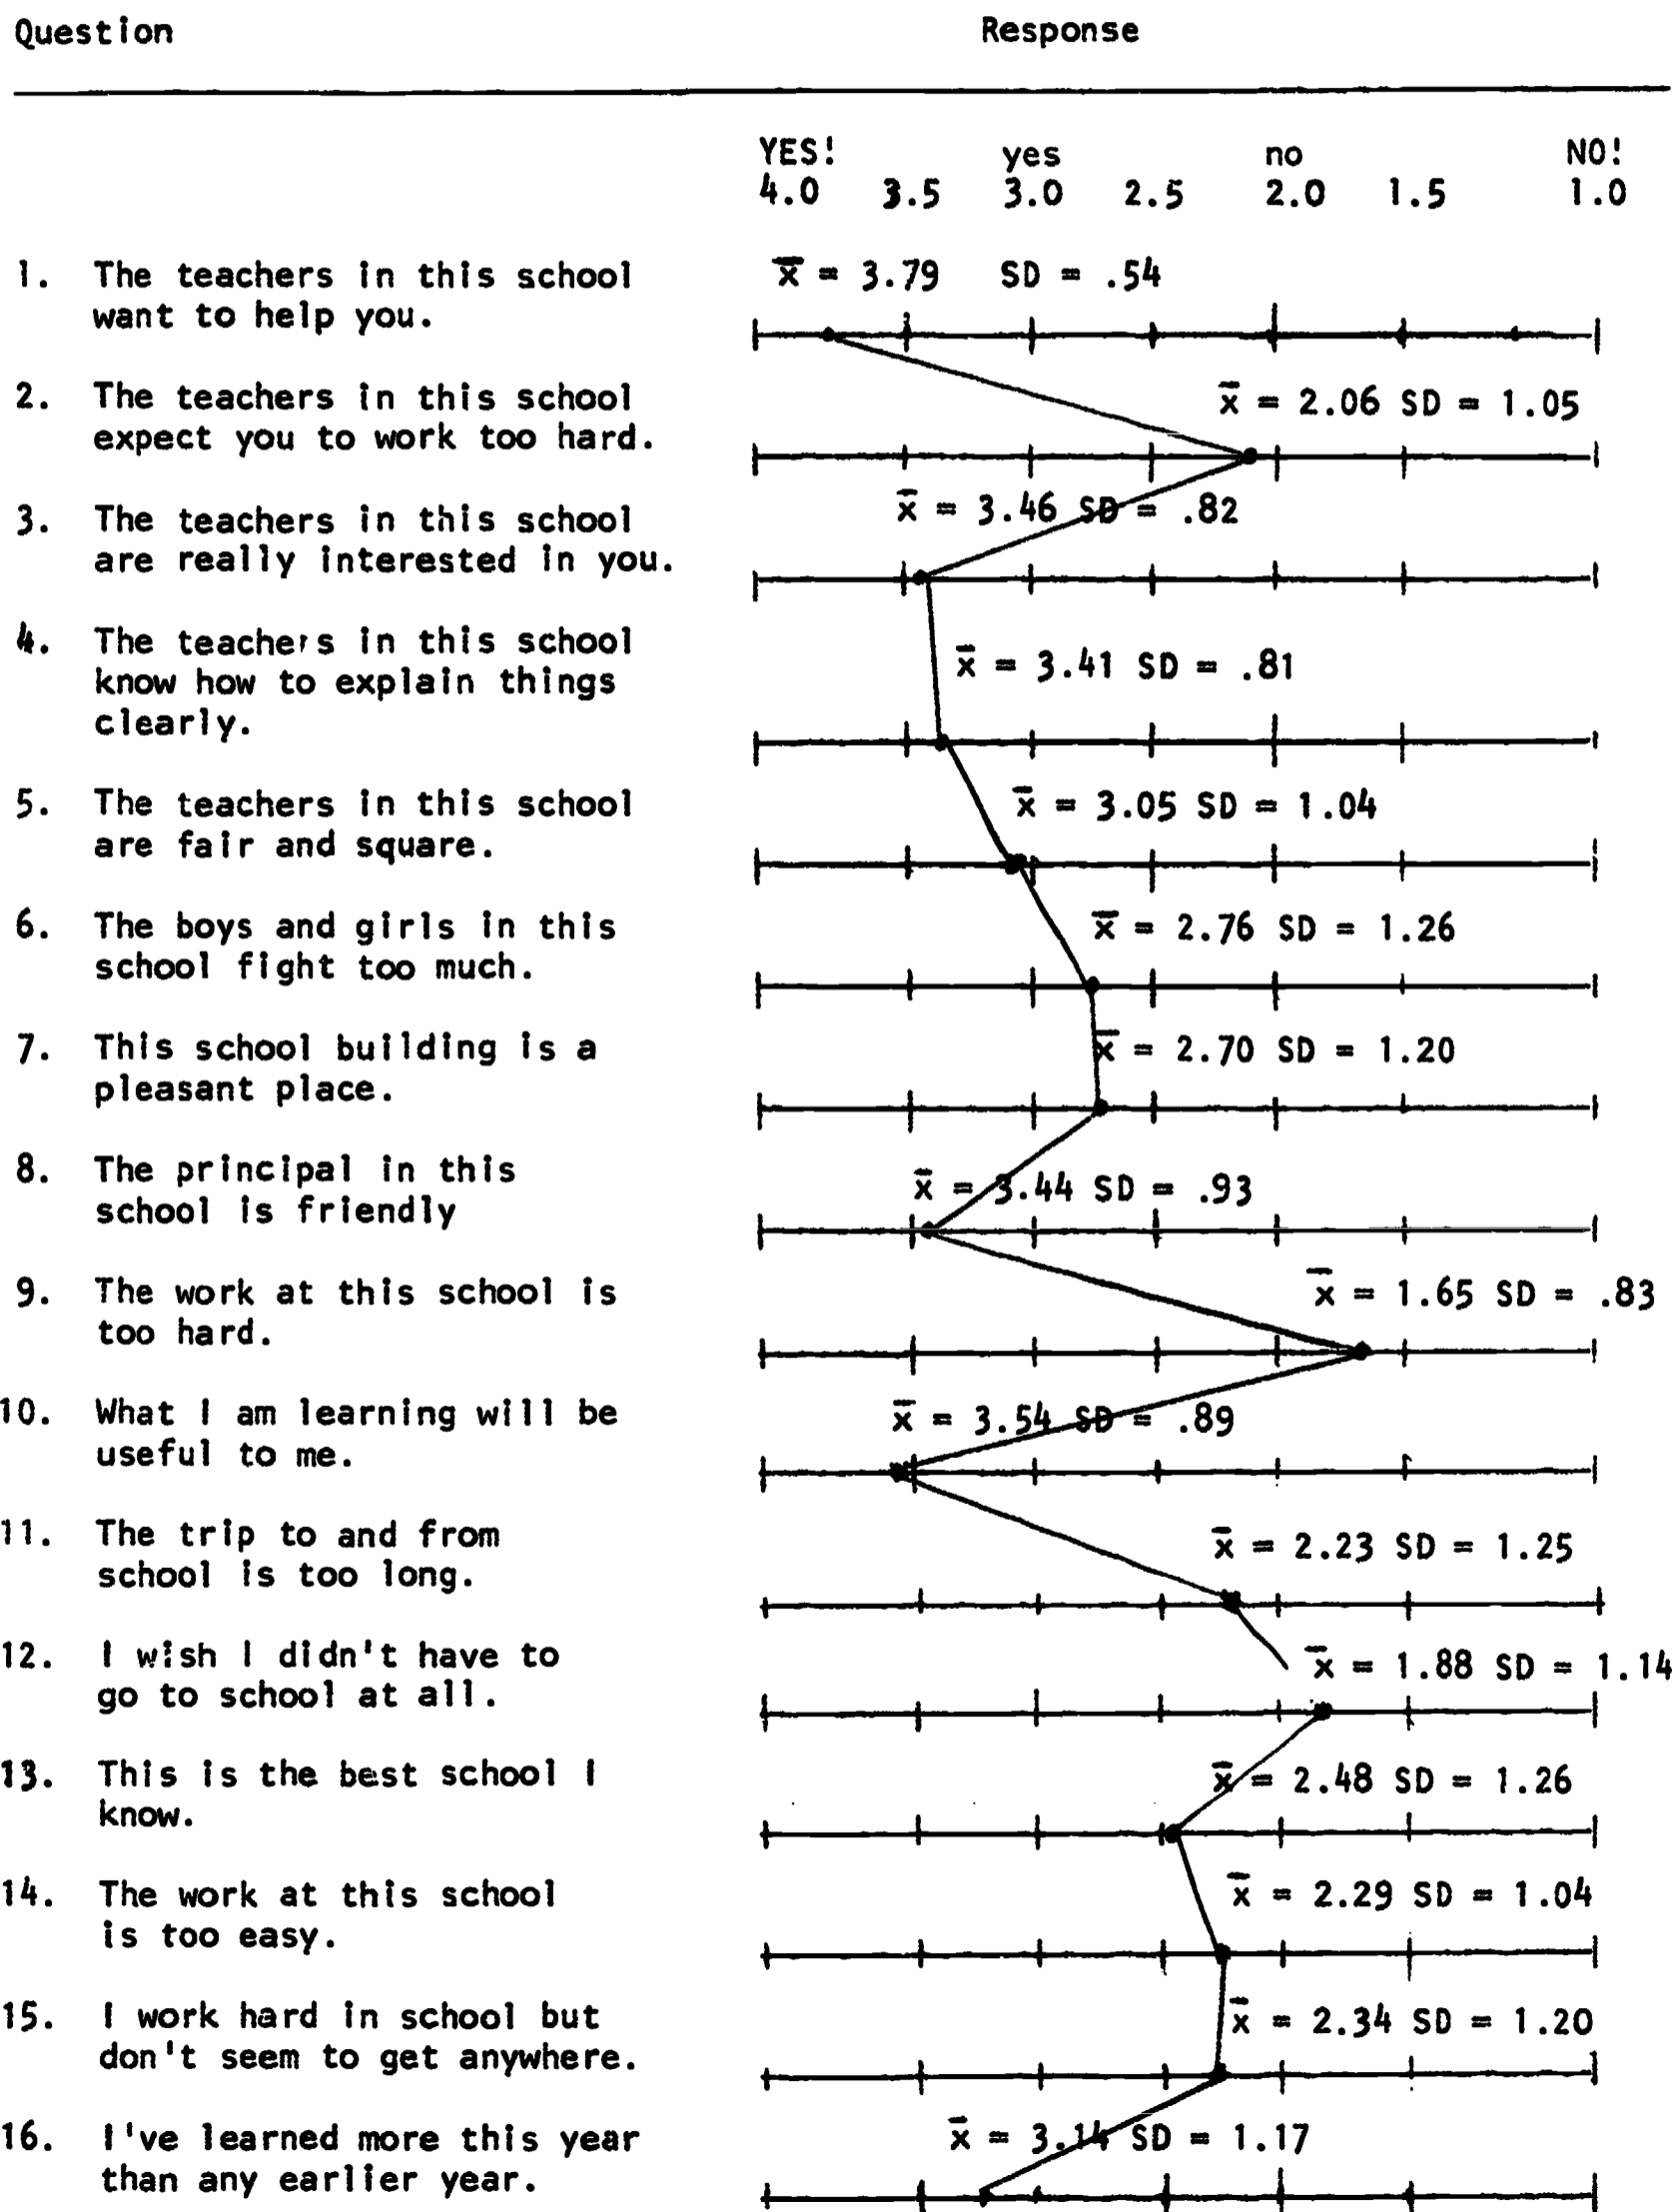 Question Response
YES! yes no NO!
4.0 3.5 3.0 2.5 2.0 1.5 1.0
1. The teachers in this school x̄ = 3.79 SD = .54
want to help you.
2. The teachers in this school x̄ = 2.06 SD = 1.05
expect you to work too hard.
3. The teachers in this school x̄ = 3.46 SD = .82
are really interested in you.
4. The teachers in this school x̄ = 3.41 SD = .81
know how to explain things
clearly.
5. The teachers in this school x̄ = 3.05 SD = 1.04
are fair and square.
6. The boys and girls in this x̄ = 2.76 SD = 1.26
school fight too much.
7. This school building is a x̄ = 2.70 SD = 1.20
pleasant place.
8. The principal in this x̄ = 3.44 SD = .93
school is friendly
9. The work at this school is x̄ = 1.65 SD = .83
too hard.
10. What I am learning will be x̄ = 3.54 SD = .89
useful to me.
11. The trip to and from x̄ = 2.23 SD = 1.25
school is too long.
12. I wish I didn't have to x̄ = 1.88 SD = 1.14
go to school at all.
13. This is the best school I x̄ = 2.48 SD = 1.26
know.
14. The work at this school x̄ = 2.29 SD = 1.04
is too easy.
15. I work hard in school but x̄ = 2.34 SD = 1.20
don't seem to get anywhere.
16. I've learned more this year x̄ = 3.14 SD = 1.17
than any earlier year.